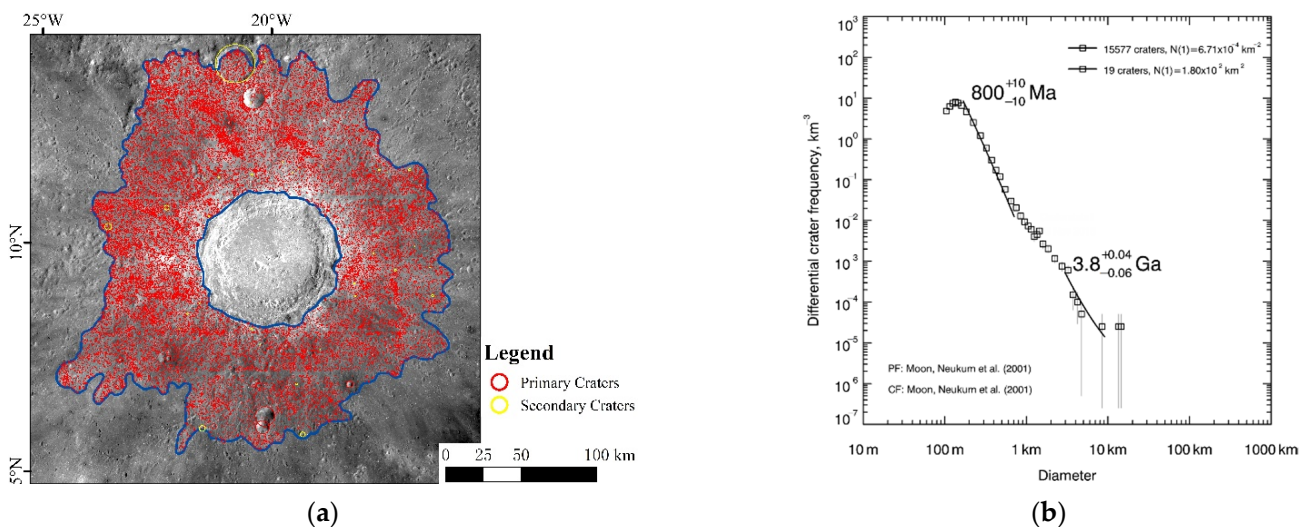 25°W 20°W
10°N
5°N
Legend
Primary Craters
Secondary Craters
0 25 50 100 km
(a)
Differential crater frequency, km⁻³
10³
10²
10¹
10⁰
10⁻¹
10⁻²
10⁻³
10⁻⁴
10⁻⁵
10⁻⁶
10⁻⁷
15577 craters, N(1)=6.71x10⁻⁴ km⁻²
19 craters, N(1)=1.80x10² km²
800 +10 -10 Ma
3.8 +0.04 -0.06 Ga
PF: Moon, Neukum et al. (2001)
CF: Moon, Neukum et al. (2001)
10 m 100 m 1 km 10 km 100 km 1000 km
Diameter
(b)